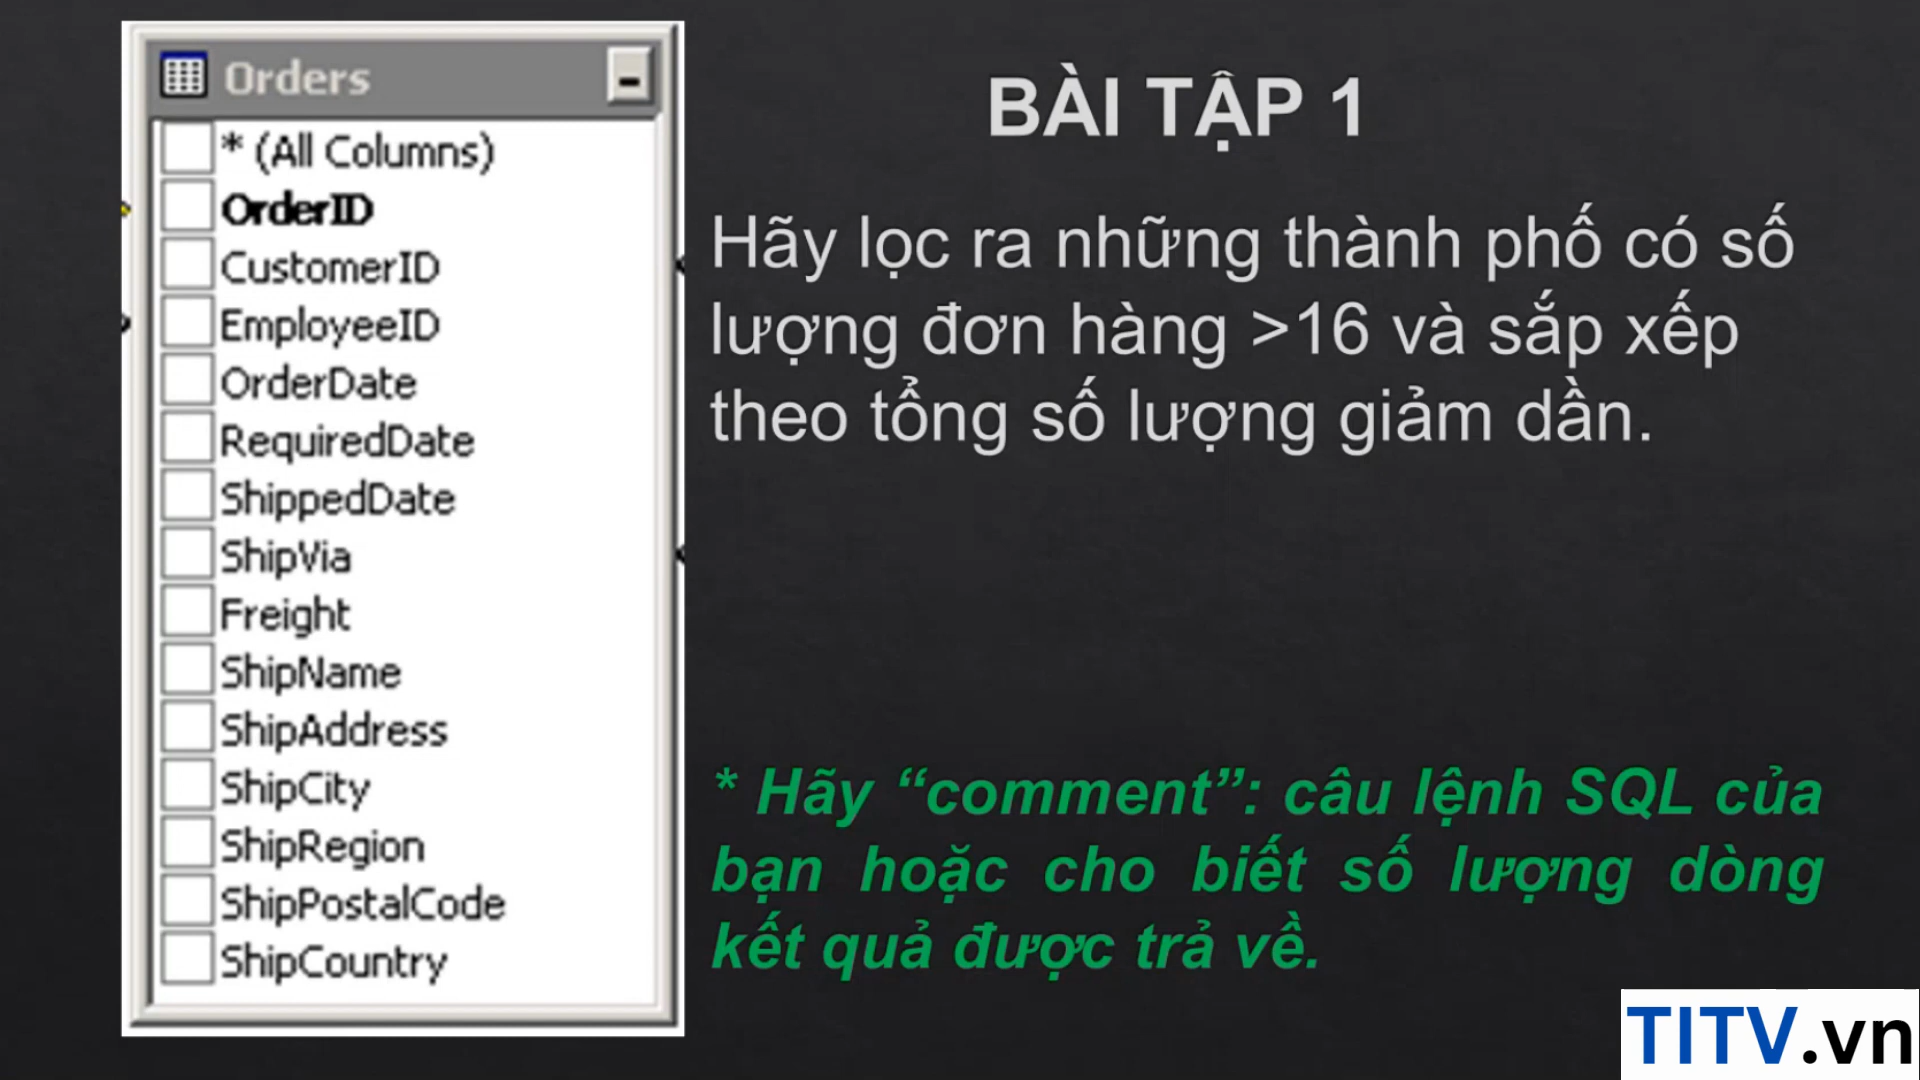 Orders
* (All Columns)
OrderID
CustomerID
EmployeeID
OrderDate
RequiredDate
ShippedDate
ShipVia
Freight
ShipName
ShipAddress
ShipCity
ShipRegion
ShipPostalCode
ShipCountry
BÀI TẬP 1
Hãy lọc ra những thành phố có số
lượng đơn hàng >16 và sắp xếp
theo tổng số lượng giảm dần.
* Hãy “comment”: câu lệnh SQL của
bạn hoặc cho biết số lượng dòng
kết quả được trả về.
TITV.vn